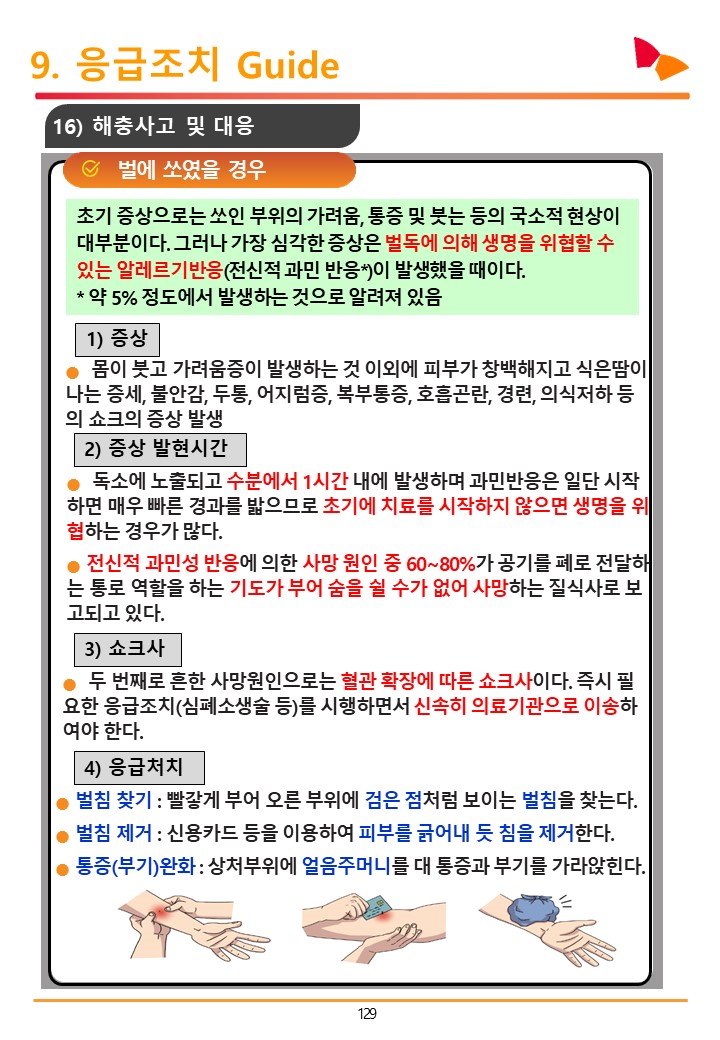 9. 응급조치 Guide
16) 해충사고 및 대응
벌에 쏘였을 경우
초기 증상으로는 쏘인 부위의 가려움, 통증 및 붓는 등의 국소적 현상이
대부분이다. 그러나 가장 심각한 증상은 벌독에 의해 생명을 위협할 수
있는 알레르기반응(전신적 과민 반응*)이 발생했을 때이다.
* 약 5% 정도에서 발생하는 것으로 알려져 있음
1) 증상
● 몸이 붓고 가려움증이 발생하는 것 이외에 피부가 창백해지고 식은땀이
나는 증세, 불안감, 두통, 어지럼증, 복부통증, 호흡곤란, 경련, 의식저하 등
의 쇼크의 증상 발생
2) 증상 발현시간
● 독소에 노출되고 수분에서 1시간 내에 발생하며 과민반응은 일단 시작
하면 매우 빠른 경과를 밟으므로 초기에 치료를 시작하지 않으면 생명을 위
협하는 경우가 많다.
● 전신적 과민성 반응에 의한 사망 원인 중 60~80%가 공기를 폐로 전달하
는 통로 역할을 하는 기도가 부어 숨을 쉴 수가 없어 사망하는 질식사로 보
고되고 있다.
3) 쇼크사
● 두 번째로 흔한 사망원인으로는 혈관 확장에 따른 쇼크사이다. 즉시 필
요한 응급조치(심폐소생술 등)를 시행하면서 신속히 의료기관으로 이송하
여야 한다.
4) 응급처치
● 벌침 찾기 : 빨갛게 부어 오른 부위에 검은 점처럼 보이는 벌침을 찾는다.
● 벌침 제거 : 신용카드 등을 이용하여 피부를 긁어내 듯 침을 제거한다.
● 통증(부기)완화 : 상처부위에 얼음주머니를 대 통증과 부기를 가라앉힌다.
129